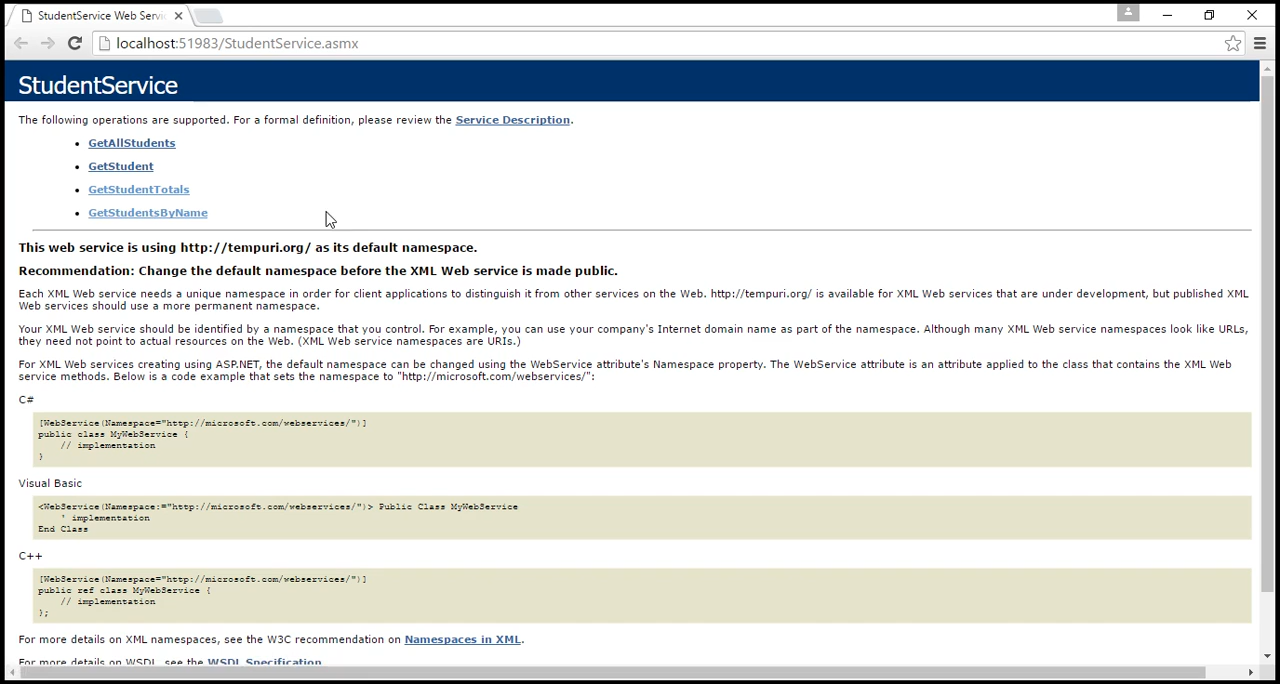 StudentService Web Servi
localhost:51983/StudentService.asmx
StudentService
The following operations are supported. For a formal definition, please review the Service Description.
• GetAllStudents
• GetStudent
• GetStudentTotals
• GetStudentsByName
This web service is using http://tempuri.org/ as its default namespace.
Recommendation: Change the default namespace before the XML Web service is made public.
Each XML Web service needs a unique namespace in order for client applications to distinguish it from other services on the Web. http://tempuri.org/ is available for XML Web services that are under development, but published XML
Web services should use a more permanent namespace.
Your XML Web service should be identified by a namespace that you control. For example, you can use your company's Internet domain name as part of the namespace. Although many XML Web service namespaces look like URLs,
they need not point to actual resources on the Web. (XML Web service namespaces are URIs.)
For XML Web services creating using ASP.NET, the default namespace can be changed using the WebService attribute's Namespace property. The WebService attribute is an attribute applied to the class that contains the XML Web
service methods. Below is a code example that sets the namespace to "http://microsoft.com/webservices/":
C#
[WebService(Namespace="http://microsoft.com/webservices/")]
public class MyWebService {
// implementation
}
Visual Basic
<WebService(Namespace:="http://microsoft.com/webservices/")> Public Class MyWebService
' implementation
End Class
C++
[WebService(Namespace="http://microsoft.com/webservices/")]
public ref class MyWebService {
// implementation
};
For more details on XML namespaces, see the W3C recommendation on Namespaces in XML.
For more details on WSDL, see the WSDL Specification